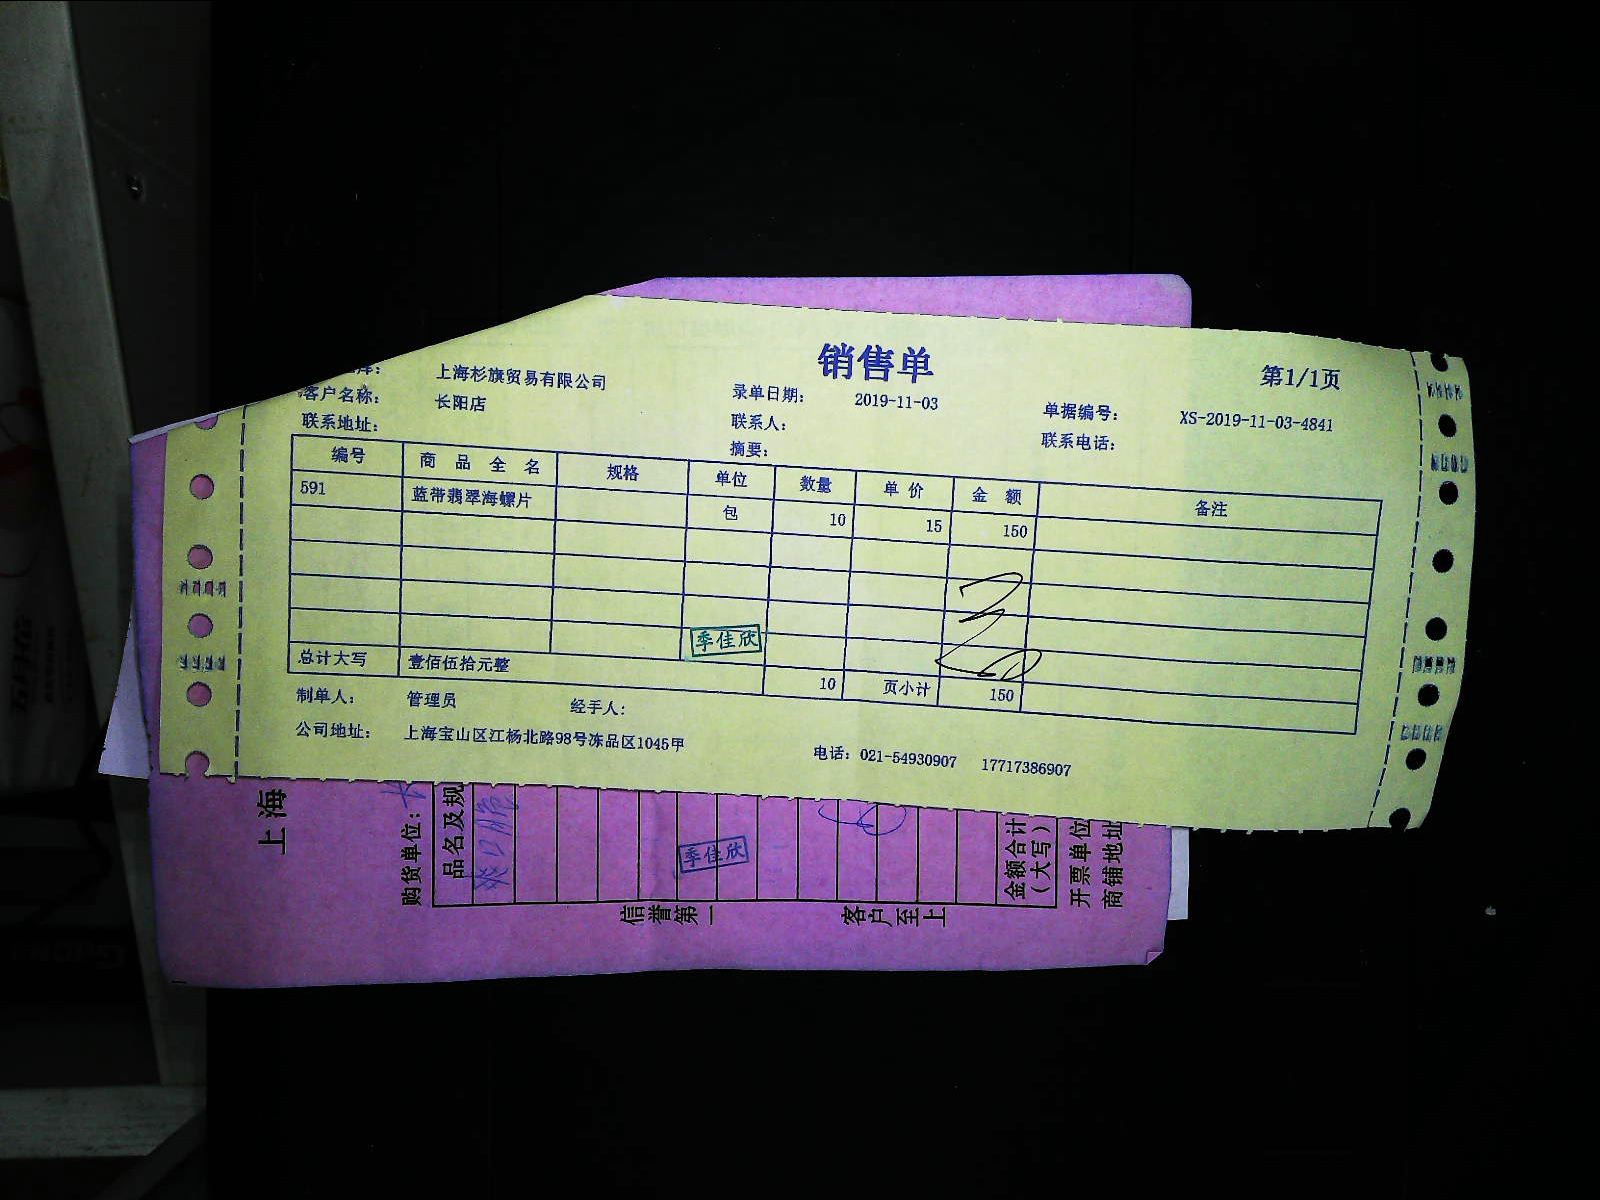 销售单
第1/1页
库: 上海杉旗贸易有限公司
客户名称: 长阳店 录单日期: 2019-11-03 单据编号: XS-2019-11-03-4841
联系地址: 联系人: 联系电话:
摘要:
编号 商品全名 规格 单位 数量 单价 金额 备注
591 蓝带翡翠海螺片 包 10 15 150
季佳欣
总计大写 壹佰伍拾元整 10 页小计 150
制单人: 管理员 经手人:
公司地址: 上海宝山区江杨北路98号冻品区1045甲 电话: 021-54930907 17717386907
上海
购货单位:
品名及规
季佳欣
信誉第一 客户至上
金额合计
(大写)
开票单位
商铺地址